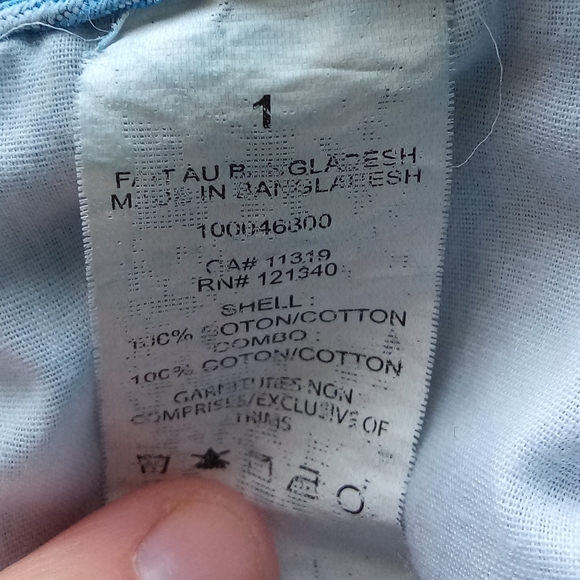 1
FAIT AU BANGLADESH
MADE IN BANGLADESH
100046800
CA# 11319
RN# 121340
SHELL :
100% COTON/COTTON
COMBO :
100% COTON/COTTON
GARNITURES NON
COMPRISES/EXCLUSIVE OF
TRIMS